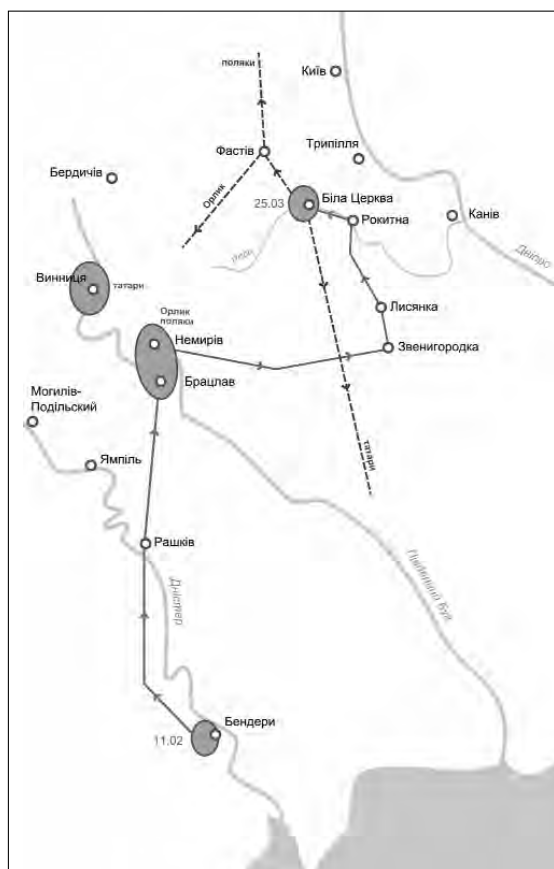 поляки
Київ
Фастів
Трипілля
Бердичів
Орлик
25.03
Біла Церква
Рокитна
Канів
Рось
Дніпро
Винниця
татари
Орлик
поляки
Немирів
Лисянка
Звенигородка
Брацлав
Могилів-
Подільский
Ямпіль
татари
Рашків
Дністер
Південний Буг
Бендери
11.02